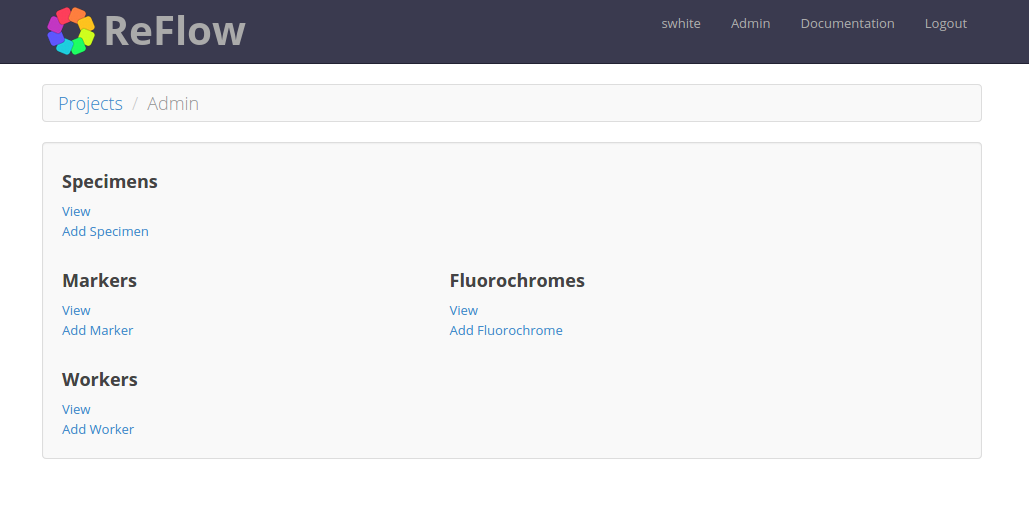 ReFlow
swhite Admin Documentation Logout
Projects / Admin
Specimens
View
Add Specimen
Markers
View
Add Marker
Fluorochromes
View
Add Fluorochrome
Workers
View
Add Worker